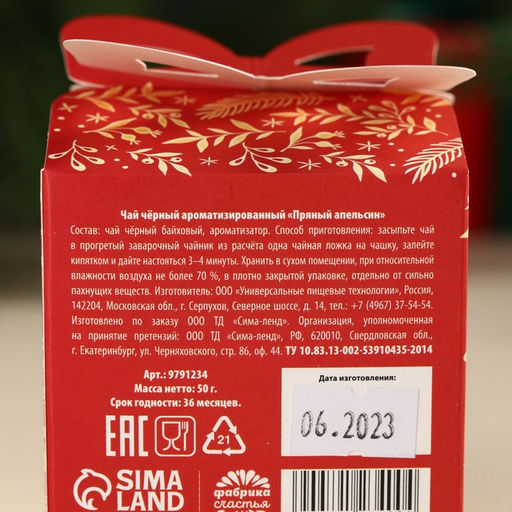 Чай чёрный ароматизированный «Пряный апельсин»
Состав: чай чёрный байховый, ароматизатор. Способ приготовления: засыпьте чай
в прогретый заварочный чайник из расчёта одна чайная ложка на чашку, залейте
кипятком и дайте настояться 3–4 минуты. Хранить в сухом помещении, при относительной
влажности воздуха не более 70 %, в плотно закрытой упаковке, отдельно от сильно
пахнущих веществ. Изготовитель: ООО «Универсальные пищевые технологии», Россия,
142204, Московская обл., г. Серпухов, Северное шоссе, д. 14, тел.: +7 (4967) 37-54-54.
Изготовлено по заказу ООО ТД «Сима-ленд». Организация, уполномоченная
на принятие претензий: ООО ТД «Сима-ленд», РФ, 620010, Свердловская обл.,
г. Екатеринбург, ул. Черняховского, стр. 86, оф. 44. ТУ 10.83.13-002-53910435-2014
Арт.: 9791234
Масса нетто: 50 г.
Срок годности: 36 месяцев.
Дата изготовления:
06.2023
EAC
21
SIMA
LAND
фабрика
счастья